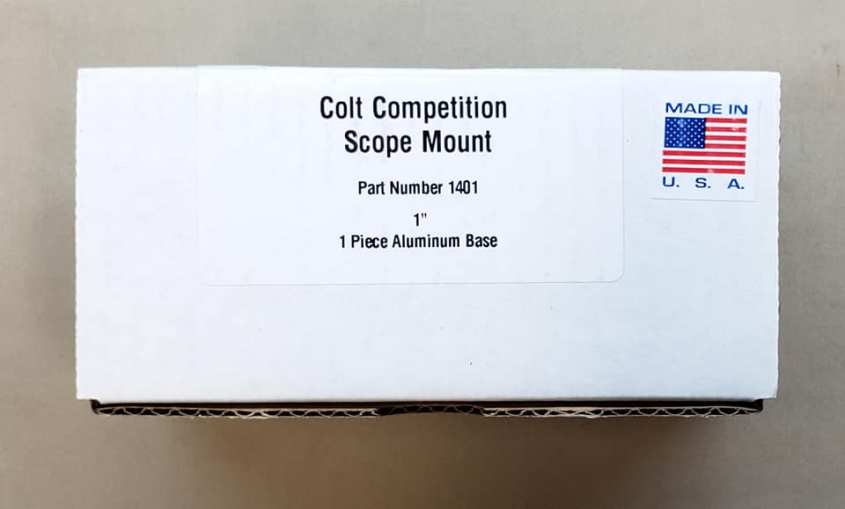 Colt Competition
Scope Mount
Part Number 1401
1"
1 Piece Aluminum Base
MADE IN
U. S. A.